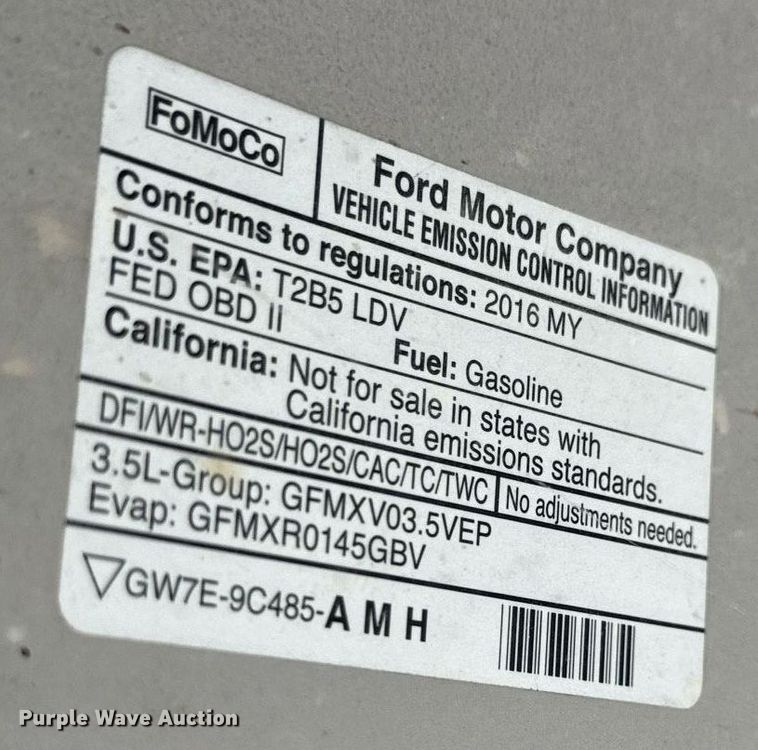 FoMoCo
Ford Motor Company
VEHICLE EMISSION CONTROL INFORMATION
Conforms to regulations: 2016 MY
U.S. EPA: T2B5 LDV
FED OBD II
Fuel: Gasoline
California: Not for sale in states with
California emissions standards.
DFI/WR-HO2S/HO2S/CAC/TC/TWC
No adjustments needed.
3.5L-Group: GFMXV03.5VEP
Evap: GFMXR0145GBV
GW7E-9C485-A M H
Purple Wave Auction